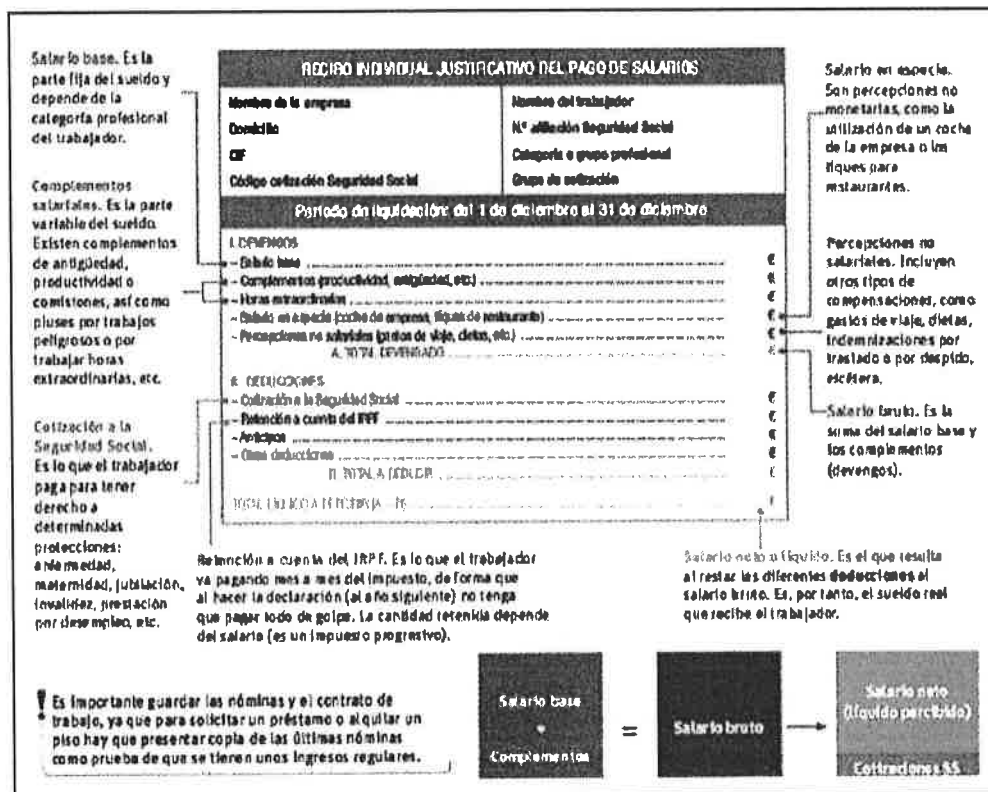 Salario base. Es la
parte fija del sueldo y
depende de la
categoría profesional
del trabajador.
Complementos
salariales. Es la parte
variable del sueldo.
Existen complementos
de antigüedad,
productividad o
comisiones, así como
pluses por trabajos
peligrosos o por
trabajar horas
extraordinarias, etc.
Cotización a la
Seguridad Social.
Es lo que el trabajador
paga para tener
derecho a
determinadas
protecciones:
enfermedad,
maternidad, jubilación,
invalidez, prestación
por desempleo, etc.
RECIBO INDIVIDUAL JUSTIFICATIVO DEL PAGO DE SALARIOS
Nombre de la empresa
Domicilio
CIF
Código cotización Seguridad Social
Nombre del trabajador
N.º afiliación Seguridad Social
Categoría o grupo profesional
Grupo de cotización
Periodo de liquidación: del 1 de diciembre al 31 de diciembre
I. DEVENGOS
– Salario base €
– Complementos (productividad, antigüedad, etc.) €
– Horas extraordinarias €
– Salario en especie (coche de empresa, tiques de restaurante) €
– Percepciones no salariales (gastos de viaje, dietas, etc.) €
A. TOTAL DEVENGADO €
II. DEDUCCIONES
– Cotización a la Seguridad Social €
– Retención a cuenta del IRPF €
– Anticipos €
– Otras deducciones €
B. TOTAL A DEDUCIR €
TOTAL LÍQUIDO A PERCIBIR (A – B) €
Salario en especie.
Son percepciones no
monetarias, como la
utilización de un coche
de la empresa o los
tiques para
restaurantes.
Percepciones no
salariales. Incluyen
otros tipos de
compensaciones, como
gastos de viaje, dietas,
indemnizaciones por
traslado o por despido,
etcétera.
Salario bruto. Es la
suma del salario base y
los complementos
(devengos).
Retención a cuenta del IRPF. Es lo que el trabajador
va pagando mes a mes del impuesto, de forma que
al hacer la declaración (al año siguiente) no tenga
que pagar todo de golpe. La cantidad retenida depende
del salario (es un impuesto progresivo).
Salario neto o líquido. Es el que resulta
al restar las diferentes deducciones al
salario bruto. Es, por tanto, el sueldo real
que recibe el trabajador.
! Es importante guardar las nóminas y el contrato de
trabajo, ya que para solicitar un préstamo o alquilar un
piso hay que presentar copia de las últimas nóminas
como prueba de que se tienen unos ingresos regulares.
Salario base
+
Complementos
=
Salario bruto
Salario neto
(líquido percibido)
Cotizaciones SS